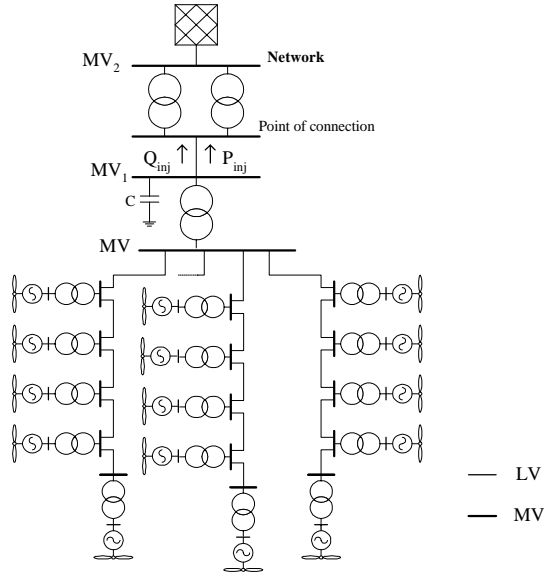 MV2
Network
Point of connection
Qinj
Pinj
MV1
C
MV
LV
MV